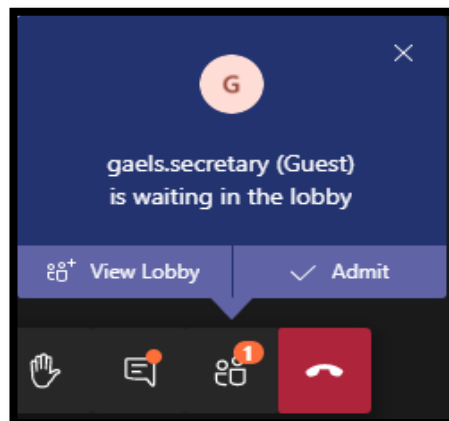 G
gaels.secretary (Guest)
is waiting in the lobby
View Lobby
Admit
1